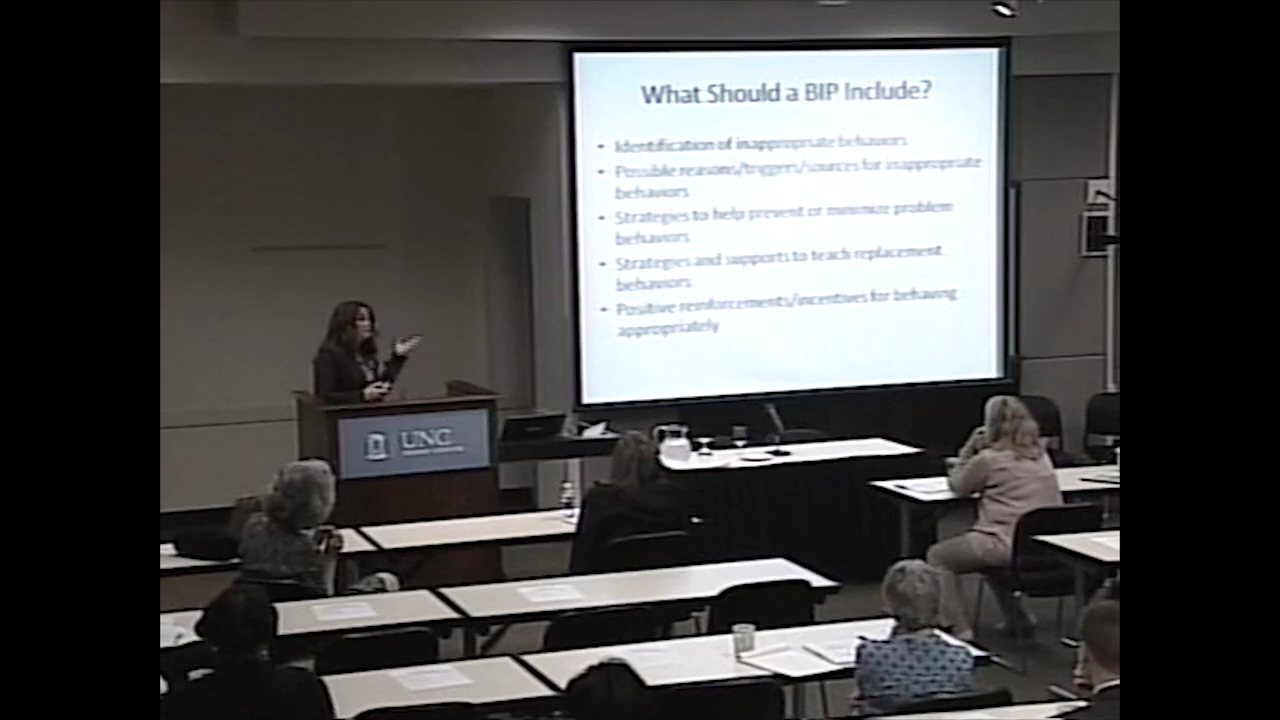 What Should a BIP Include?
• Identification of inappropriate behaviors
• Possible reasons/triggers/sources for inappropriate
behaviors
• Strategies to help prevent or minimize problem
behaviors
• Strategies and supports to teach replacement
behaviors
• Positive reinforcements/incentives for behaving
appropriately
UNC